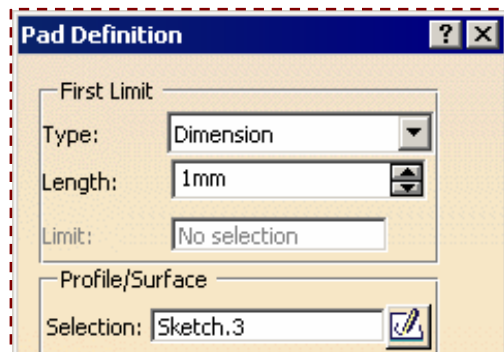 Pad Definition
First Limit
Type: Dimension
Length: 1mm
Limit: No selection
Profile/Surface
Selection: Sketch.3